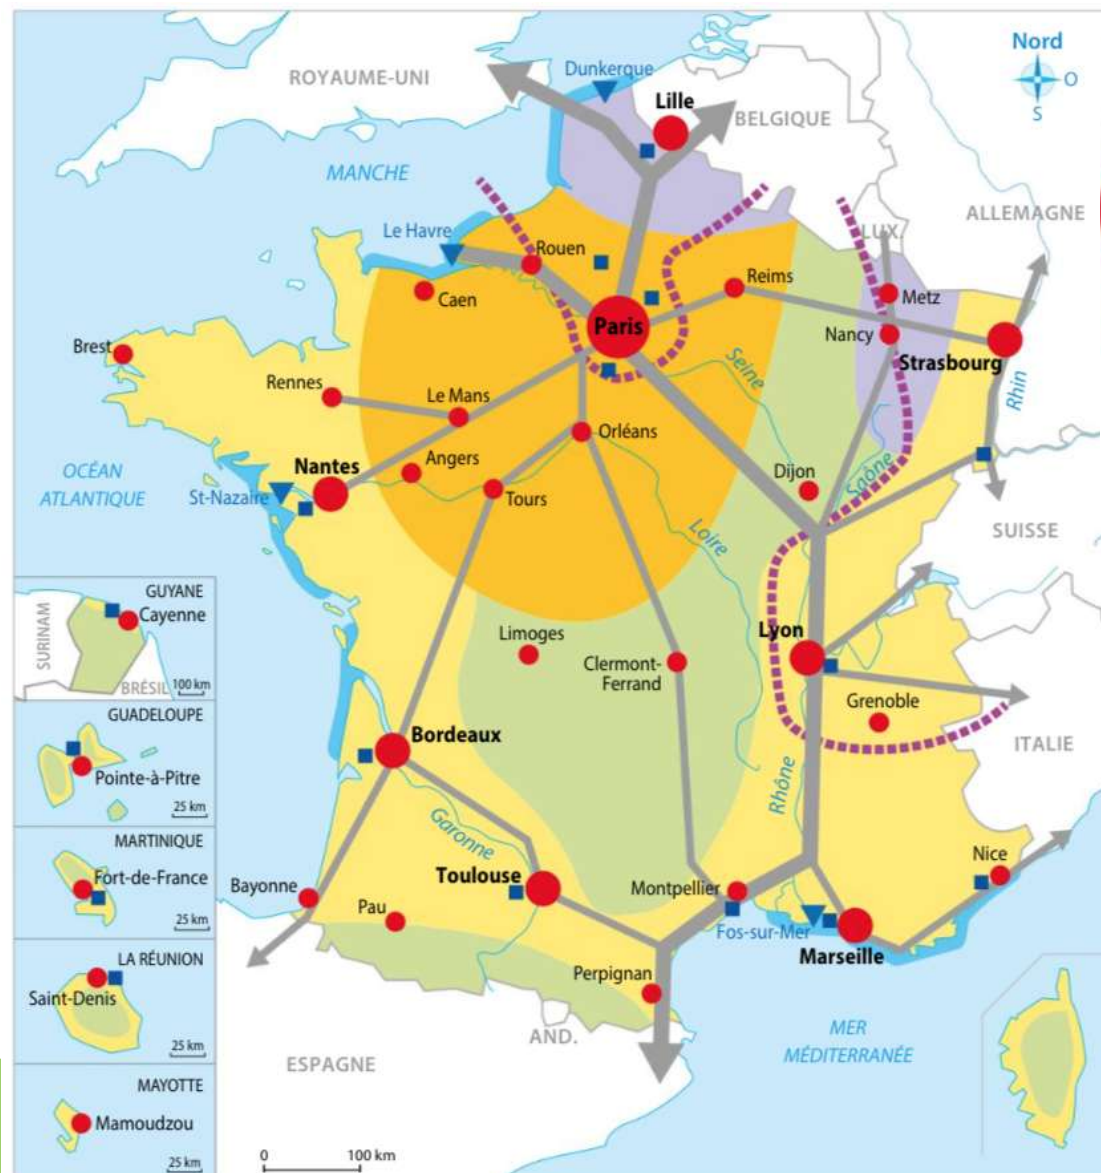 Nord
O
S
ROYAUME-UNI
Dunkerque
Lille
BELGIQUE
MANCHE
ALLEMAGNE
LUX.
Le Havre
Rouen
Reims
Caen
Metz
Paris
Nancy
Strasbourg
Brest
Seine
Rhin
Rennes
Le Mans
Orléans
OCÉAN
ATLANTIQUE
Nantes
Angers
Dijon
Saône
St-Nazaire
Tours
Loire
SUISSE
GUYANE
Cayenne
SURINAM
BRÉSIL
100 km
Limoges
Clermont-
Ferrand
Lyon
Grenoble
GUADELOUPE
Pointe-à-Pitre
25 km
Bordeaux
ITALIE
Rhône
Garonne
MARTINIQUE
Fort-de-France
25 km
Nice
Bayonne
Toulouse
Montpellier
Pau
Fos-sur-Mer
Marseille
LA RÉUNION
Saint-Denis
25 km
Perpignan
AND.
MER
MÉDITERRANÉE
ESPAGNE
MAYOTTE
Mamoudzou
25 km
0 100 km